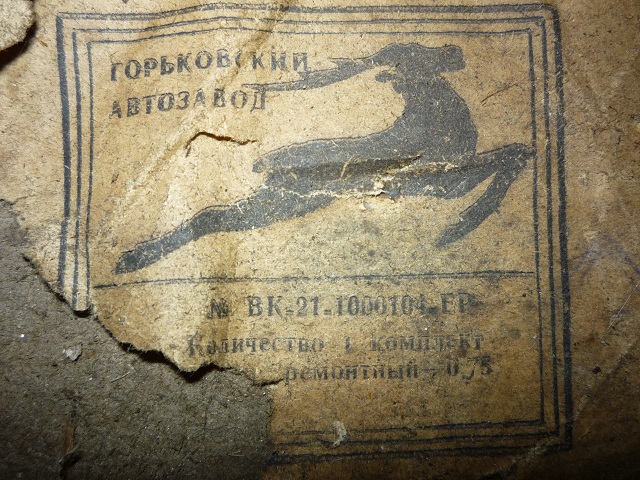 ГОРЬКОВСКИЙ
АВТОЗАВОД
№ ВК-21-1000104-ЕР
Количество 1 комплект
ремонтный 0,75